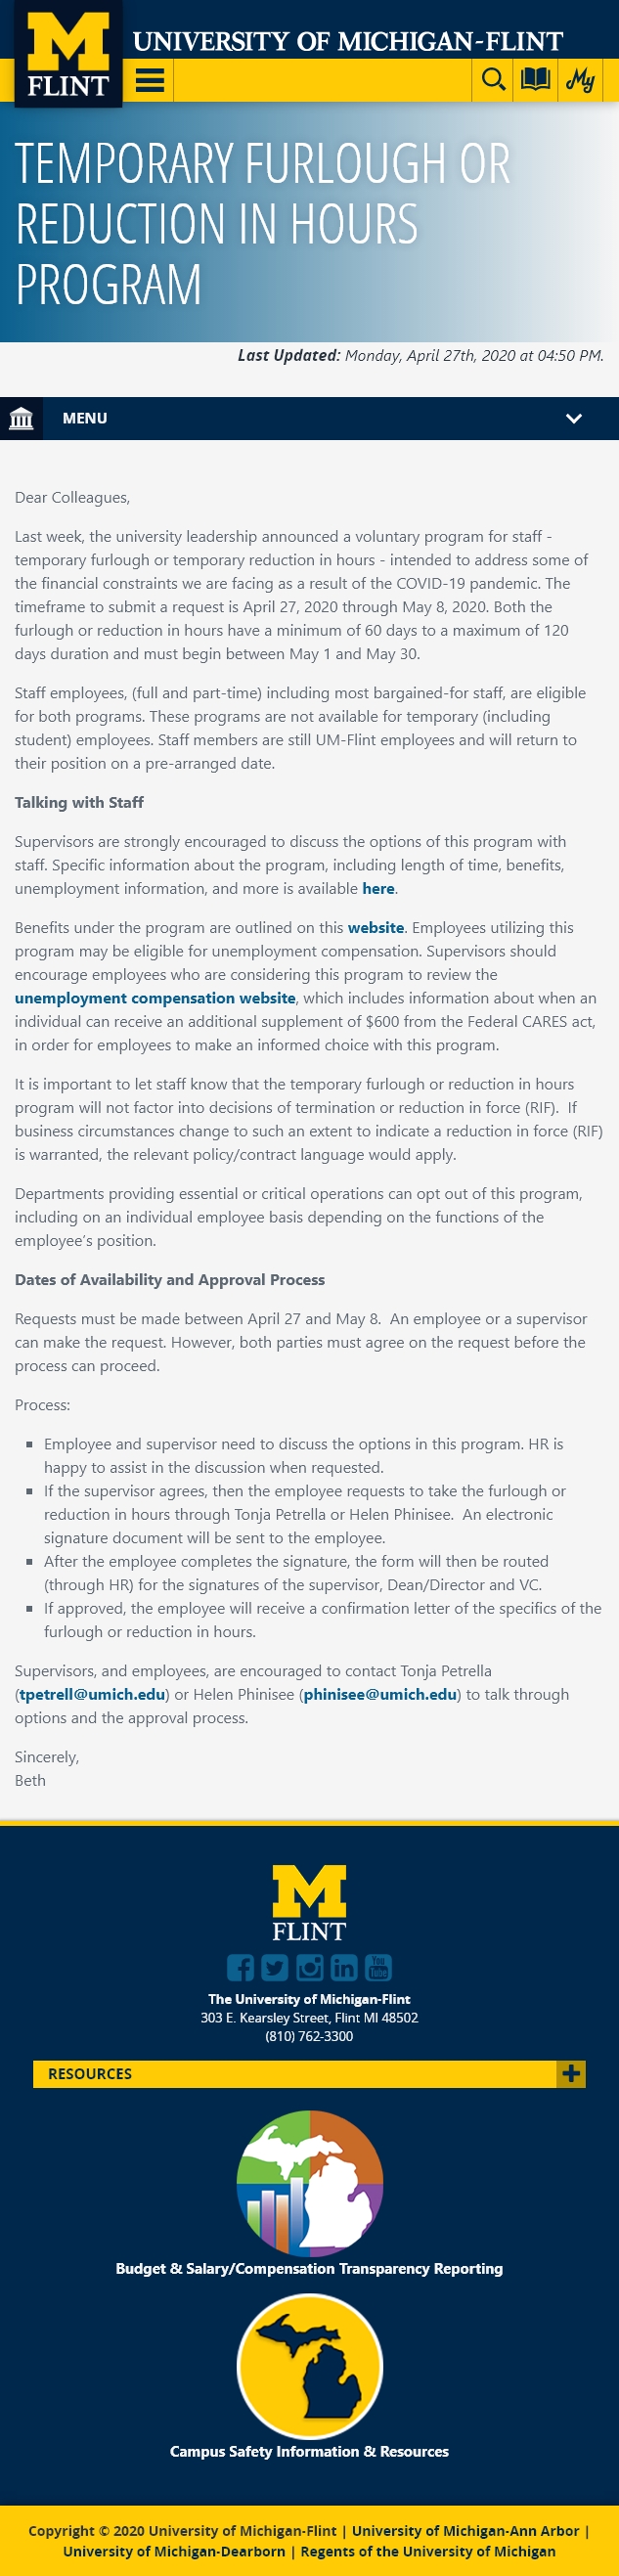 M
FLINT
UNIVERSITY OF MICHIGAN-FLINT
My
TEMPORARY FURLOUGH OR
REDUCTION IN HOURS
PROGRAM
Last Updated: Monday, April 27th, 2020 at 04:50 PM.
MENU
Dear Colleagues,
Last week, the university leadership announced a voluntary program for staff -
temporary furlough or temporary reduction in hours - intended to address some of
the financial constraints we are facing as a result of the COVID-19 pandemic. The
timeframe to submit a request is April 27, 2020 through May 8, 2020. Both the
furlough or reduction in hours have a minimum of 60 days to a maximum of 120
days duration and must begin between May 1 and May 30.
Staff employees, (full and part-time) including most bargained-for staff, are eligible
for both programs. These programs are not available for temporary (including
student) employees. Staff members are still UM-Flint employees and will return to
their position on a pre-arranged date.
Talking with Staff
Supervisors are strongly encouraged to discuss the options of this program with
staff. Specific information about the program, including length of time, benefits,
unemployment information, and more is available here.
Benefits under the program are outlined on this website. Employees utilizing this
program may be eligible for unemployment compensation. Supervisors should
encourage employees who are considering this program to review the
unemployment compensation website, which includes information about when an
individual can receive an additional supplement of $600 from the Federal CARES act,
in order for employees to make an informed choice with this program.
It is important to let staff know that the temporary furlough or reduction in hours
program will not factor into decisions of termination or reduction in force (RIF).  If
business circumstances change to such an extent to indicate a reduction in force (RIF)
is warranted, the relevant policy/contract language would apply.
Departments providing essential or critical operations can opt out of this program,
including on an individual employee basis depending on the functions of the
employee's position.
Dates of Availability and Approval Process
Requests must be made between April 27 and May 8.  An employee or a supervisor
can make the request. However, both parties must agree on the request before the
process can proceed.
Process:
Employee and supervisor need to discuss the options in this program. HR is
happy to assist in the discussion when requested.
If the supervisor agrees, then the employee requests to take the furlough or
reduction in hours through Tonja Petrella or Helen Phinisee.  An electronic
signature document will be sent to the employee.
After the employee completes the signature, the form will then be routed
(through HR) for the signatures of the supervisor, Dean/Director and VC.
If approved, the employee will receive a confirmation letter of the specifics of the
furlough or reduction in hours.
Supervisors, and employees, are encouraged to contact Tonja Petrella
(tpetrell@umich.edu) or Helen Phinisee (phinisee@umich.edu) to talk through
options and the approval process.
Sincerely,
Beth
M
FLINT
You
Tube
The University of Michigan-Flint
303 E. Kearsley Street, Flint MI 48502
(810) 762-3300
RESOURCES
Budget & Salary/Compensation Transparency Reporting
Campus Safety Information & Resources
Copyright © 2020 University of Michigan-Flint | University of Michigan-Ann Arbor |
University of Michigan-Dearborn | Regents of the University of Michigan